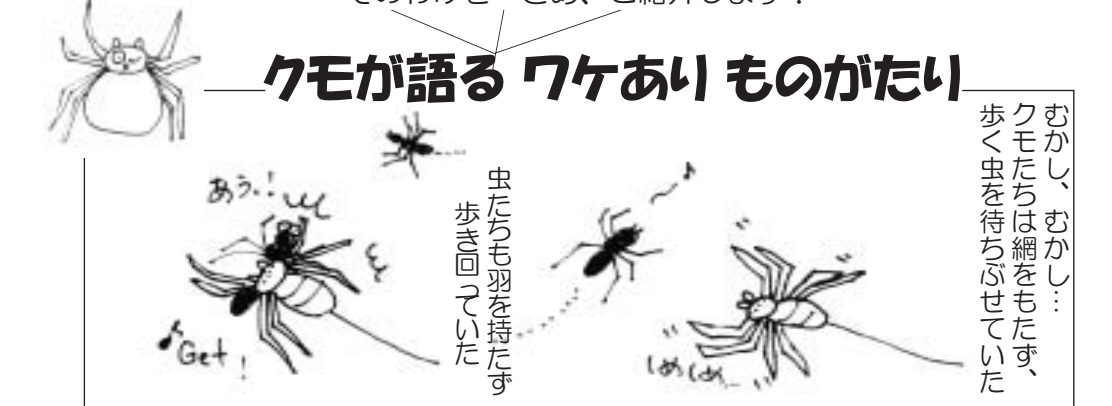 クモが語る ワケあり ものがたり
むかし、むかし…
クモたちは網をもたず、
歩く虫を待ちぶせていた
しめしめ…
虫たちも羽を持たず
歩き回っていた
あう.!
♪Get!